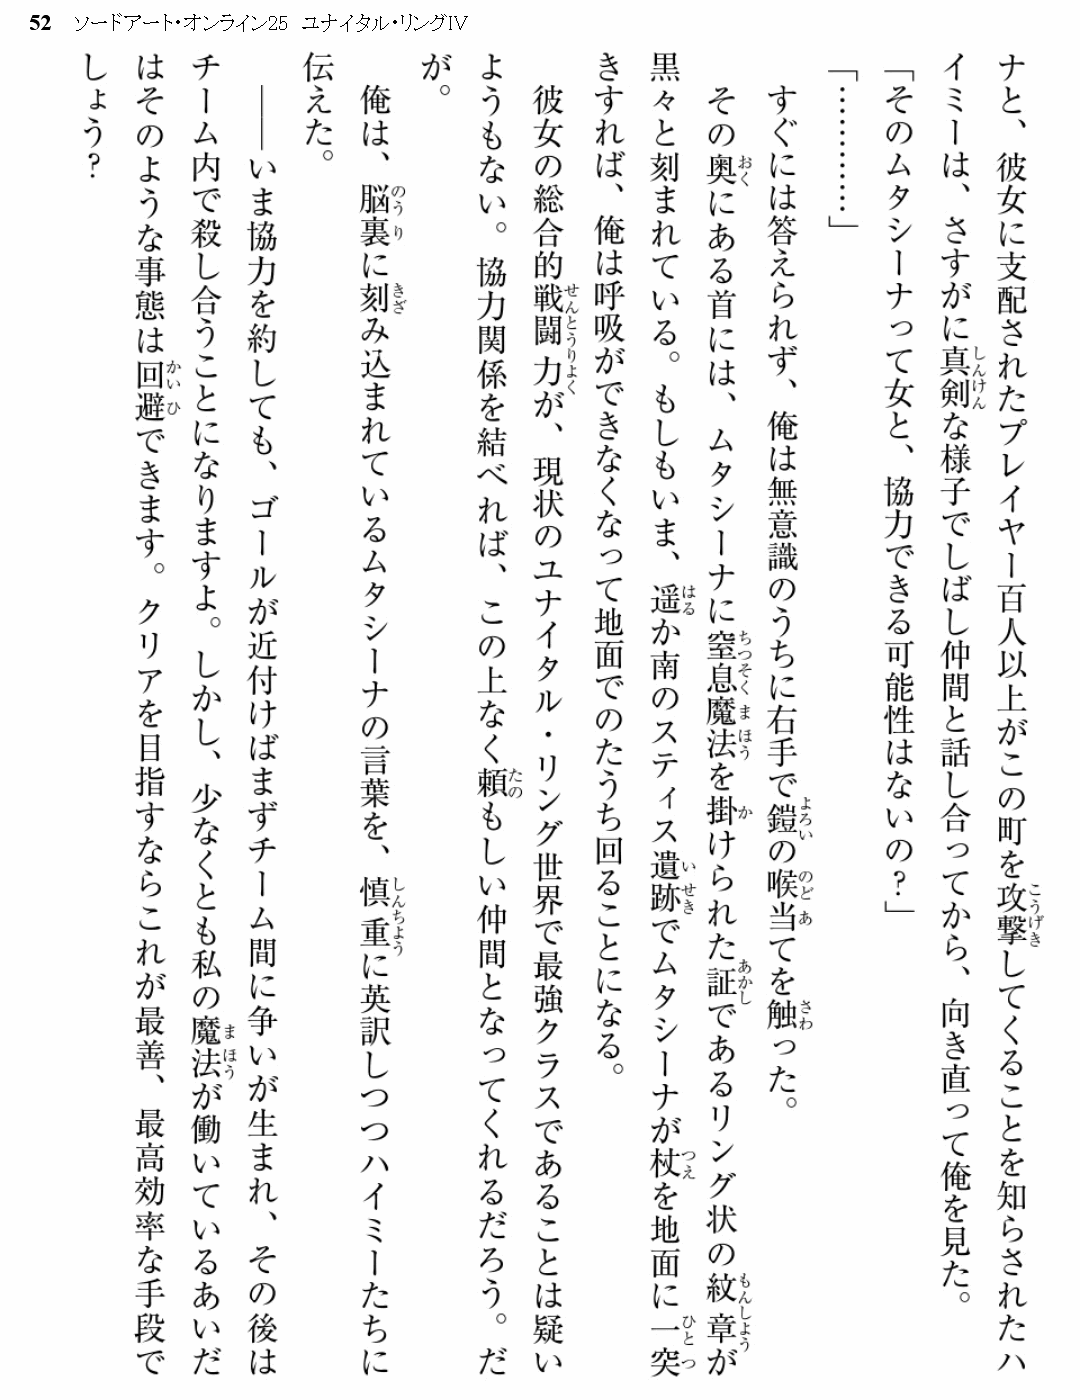 52 ソードアート・オンライン25 ユナイタル・リングIV
ナと、彼女に支配されたプレイヤー百人以上がこの町を攻撃してくることを知らされたハ
イミーは、さすがに真剣な様子でしばし仲間と話し合ってから、向き直って俺を見た。
「そのムタシーナって女と、協力できる可能性はないの？」
「…………」
すぐには答えられず、俺は無意識のうちに右手で鎧の喉当てを触った。
その奥にある首には、ムタシーナに窒息魔法を掛けられた証であるリング状の紋章が
黒々と刻まれている。もしもいま、遥か南のスティス遺跡でムタシーナが杖を地面に一突
きすれば、俺は呼吸ができなくなって地面でのたうち回ることになる。
彼女の総合的戦闘力が、現状のユナイタル・リング世界で最強クラスであることは疑い
ようもない。協力関係を結べれば、この上なく頼もしい仲間となってくれるだろう。だ
が。
俺は、脳裏に刻み込まれているムタシーナの言葉を、慎重に英訳しつつハイミーたちに
伝えた。
――いま協力を約しても、ゴールが近付けばまずチーム間に争いが生まれ、その後は
チーム内で殺し合うことになりますよ。しかし、少なくとも私の魔法が働いているあいだ
はそのような事態は回避できます。クリアを目指すならこれが最善、最高効率な手段で
しょう？